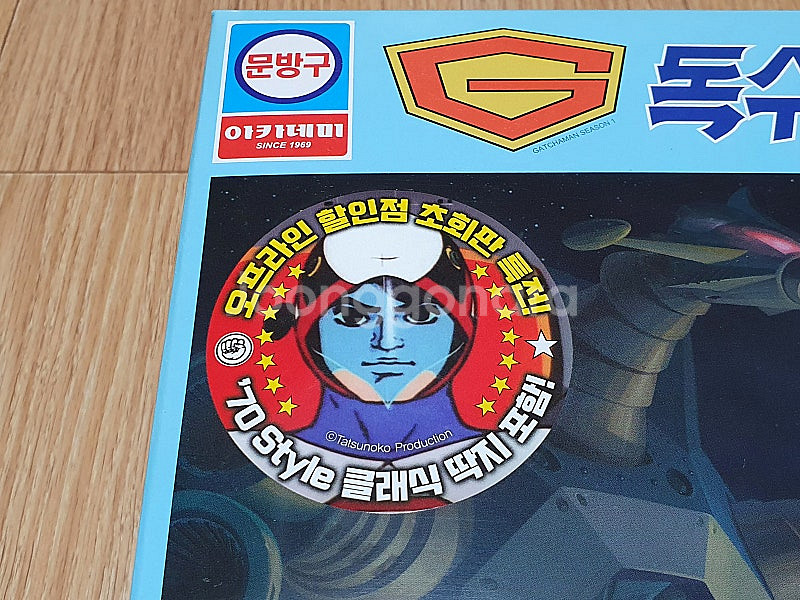 문방구
아카데미
SINCE 1969
G
GATCHAMAN SEASON 1
독수
오프라인 할인점 초회판 특전!
'70 Style 클래식 딱지 포함!
©Tatsunoko Production